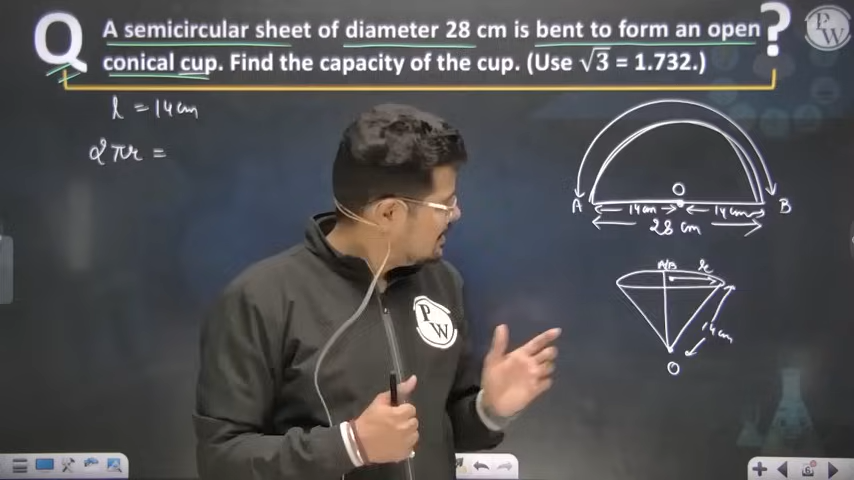 Q A semicircular sheet of diameter 28 cm is bent to form an open
conical cup. Find the capacity of the cup. (Use √3 = 1.732.) ?
P W
l = 14 cm
2πr =
O
A 14 cm 14 cm B
28 cm
A/B r
14 cm
O
P W
6